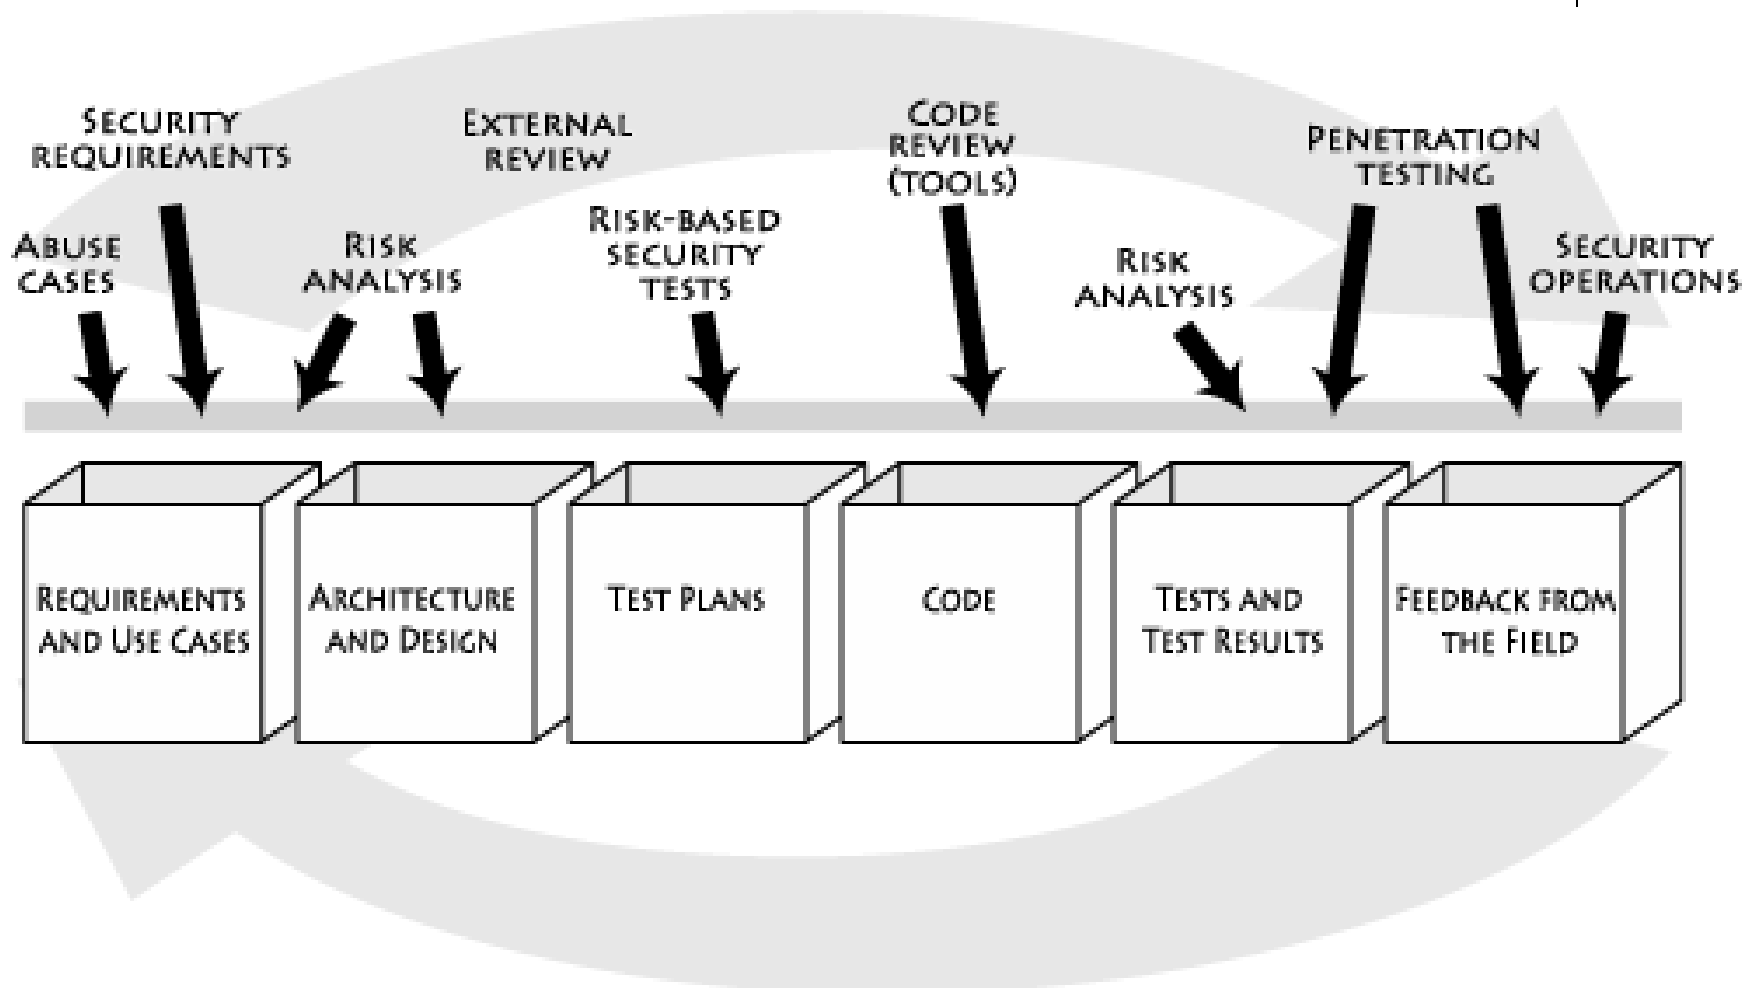 SECURITY
REQUIREMENTS
EXTERNAL
REVIEW
CODE
REVIEW
(TOOLS)
PENETRATION
TESTING
ABUSE
CASES
RISK
ANALYSIS
RISK-BASED
SECURITY
TESTS
RISK
ANALYSIS
SECURITY
OPERATIONS
REQUIREMENTS
AND USE CASES
ARCHITECTURE
AND DESIGN
TEST PLANS
CODE
TESTS AND
TEST RESULTS
FEEDBACK FROM
THE FIELD